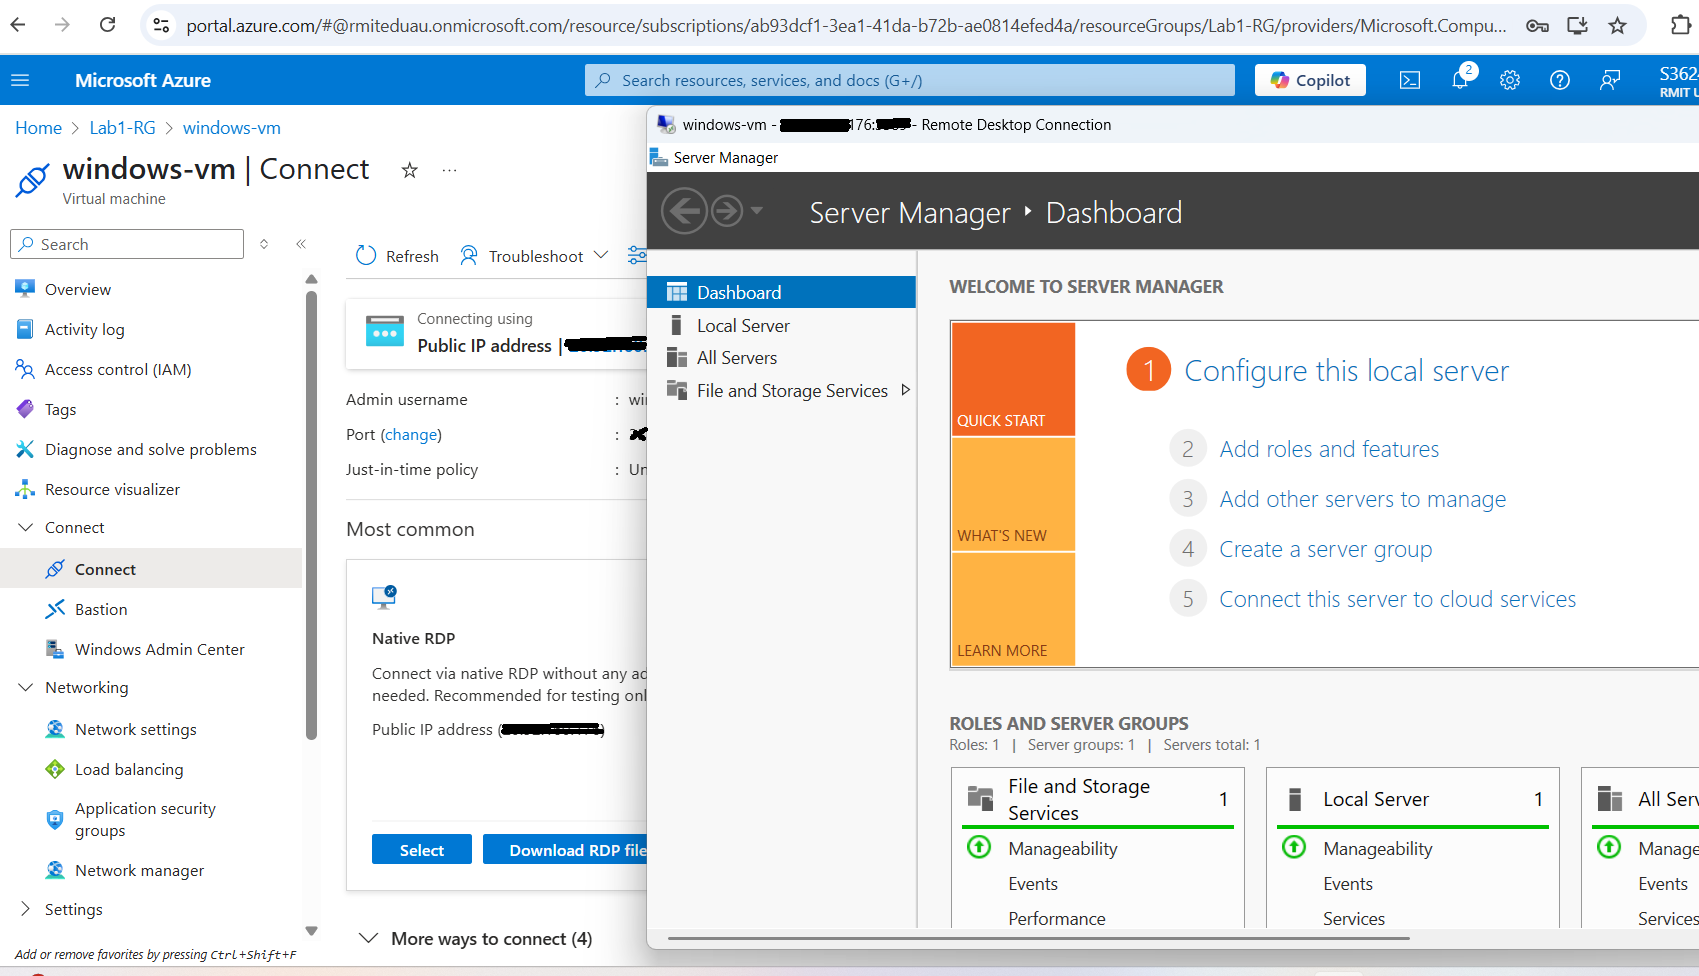 portal.azure.com/#@rmiteduau.onmicrosoft.com/resource/subscriptions/ab93dcf1-3ea1-41da-b72b-ae0814efed4a/resourceGroups/Lab1-RG/providers/Microsoft.Compu...
Microsoft Azure
Search resources, services, and docs (G+/)
Copilot
2
S3624
RMIT U
Home > Lab1-RG > windows-vm
windows-vm | Connect
Virtual machine
Search
Overview
Activity log
Access control (IAM)
Tags
Diagnose and solve problems
Resource visualizer
Connect
Connect
Bastion
Windows Admin Center
Networking
Network settings
Load balancing
Application security
groups
Network manager
Settings
Add or remove favorites by pressing Ctrl+Shift+F
Refresh
Troubleshoot
Connecting using
Public IP address |
Admin username : wi
Port (change) :
Just-in-time policy : Un
Most common
Native RDP
Connect via native RDP without any ad
needed. Recommended for testing onl
Public IP address (
Select
Download RDP file
More ways to connect (4)
windows-vm - 176: - Remote Desktop Connection
Server Manager
Server Manager ‣ Dashboard
Dashboard
Local Server
All Servers
File and Storage Services
WELCOME TO SERVER MANAGER
QUICK START
WHAT'S NEW
LEARN MORE
1 Configure this local server
2 Add roles and features
3 Add other servers to manage
4 Create a server group
5 Connect this server to cloud services
ROLES AND SERVER GROUPS
Roles: 1 | Server groups: 1 | Servers total: 1
File and Storage
Services
1
Manageability
Events
Performance
Local Server
1
Manageability
Events
Services
All Serv
Manage
Events
Services